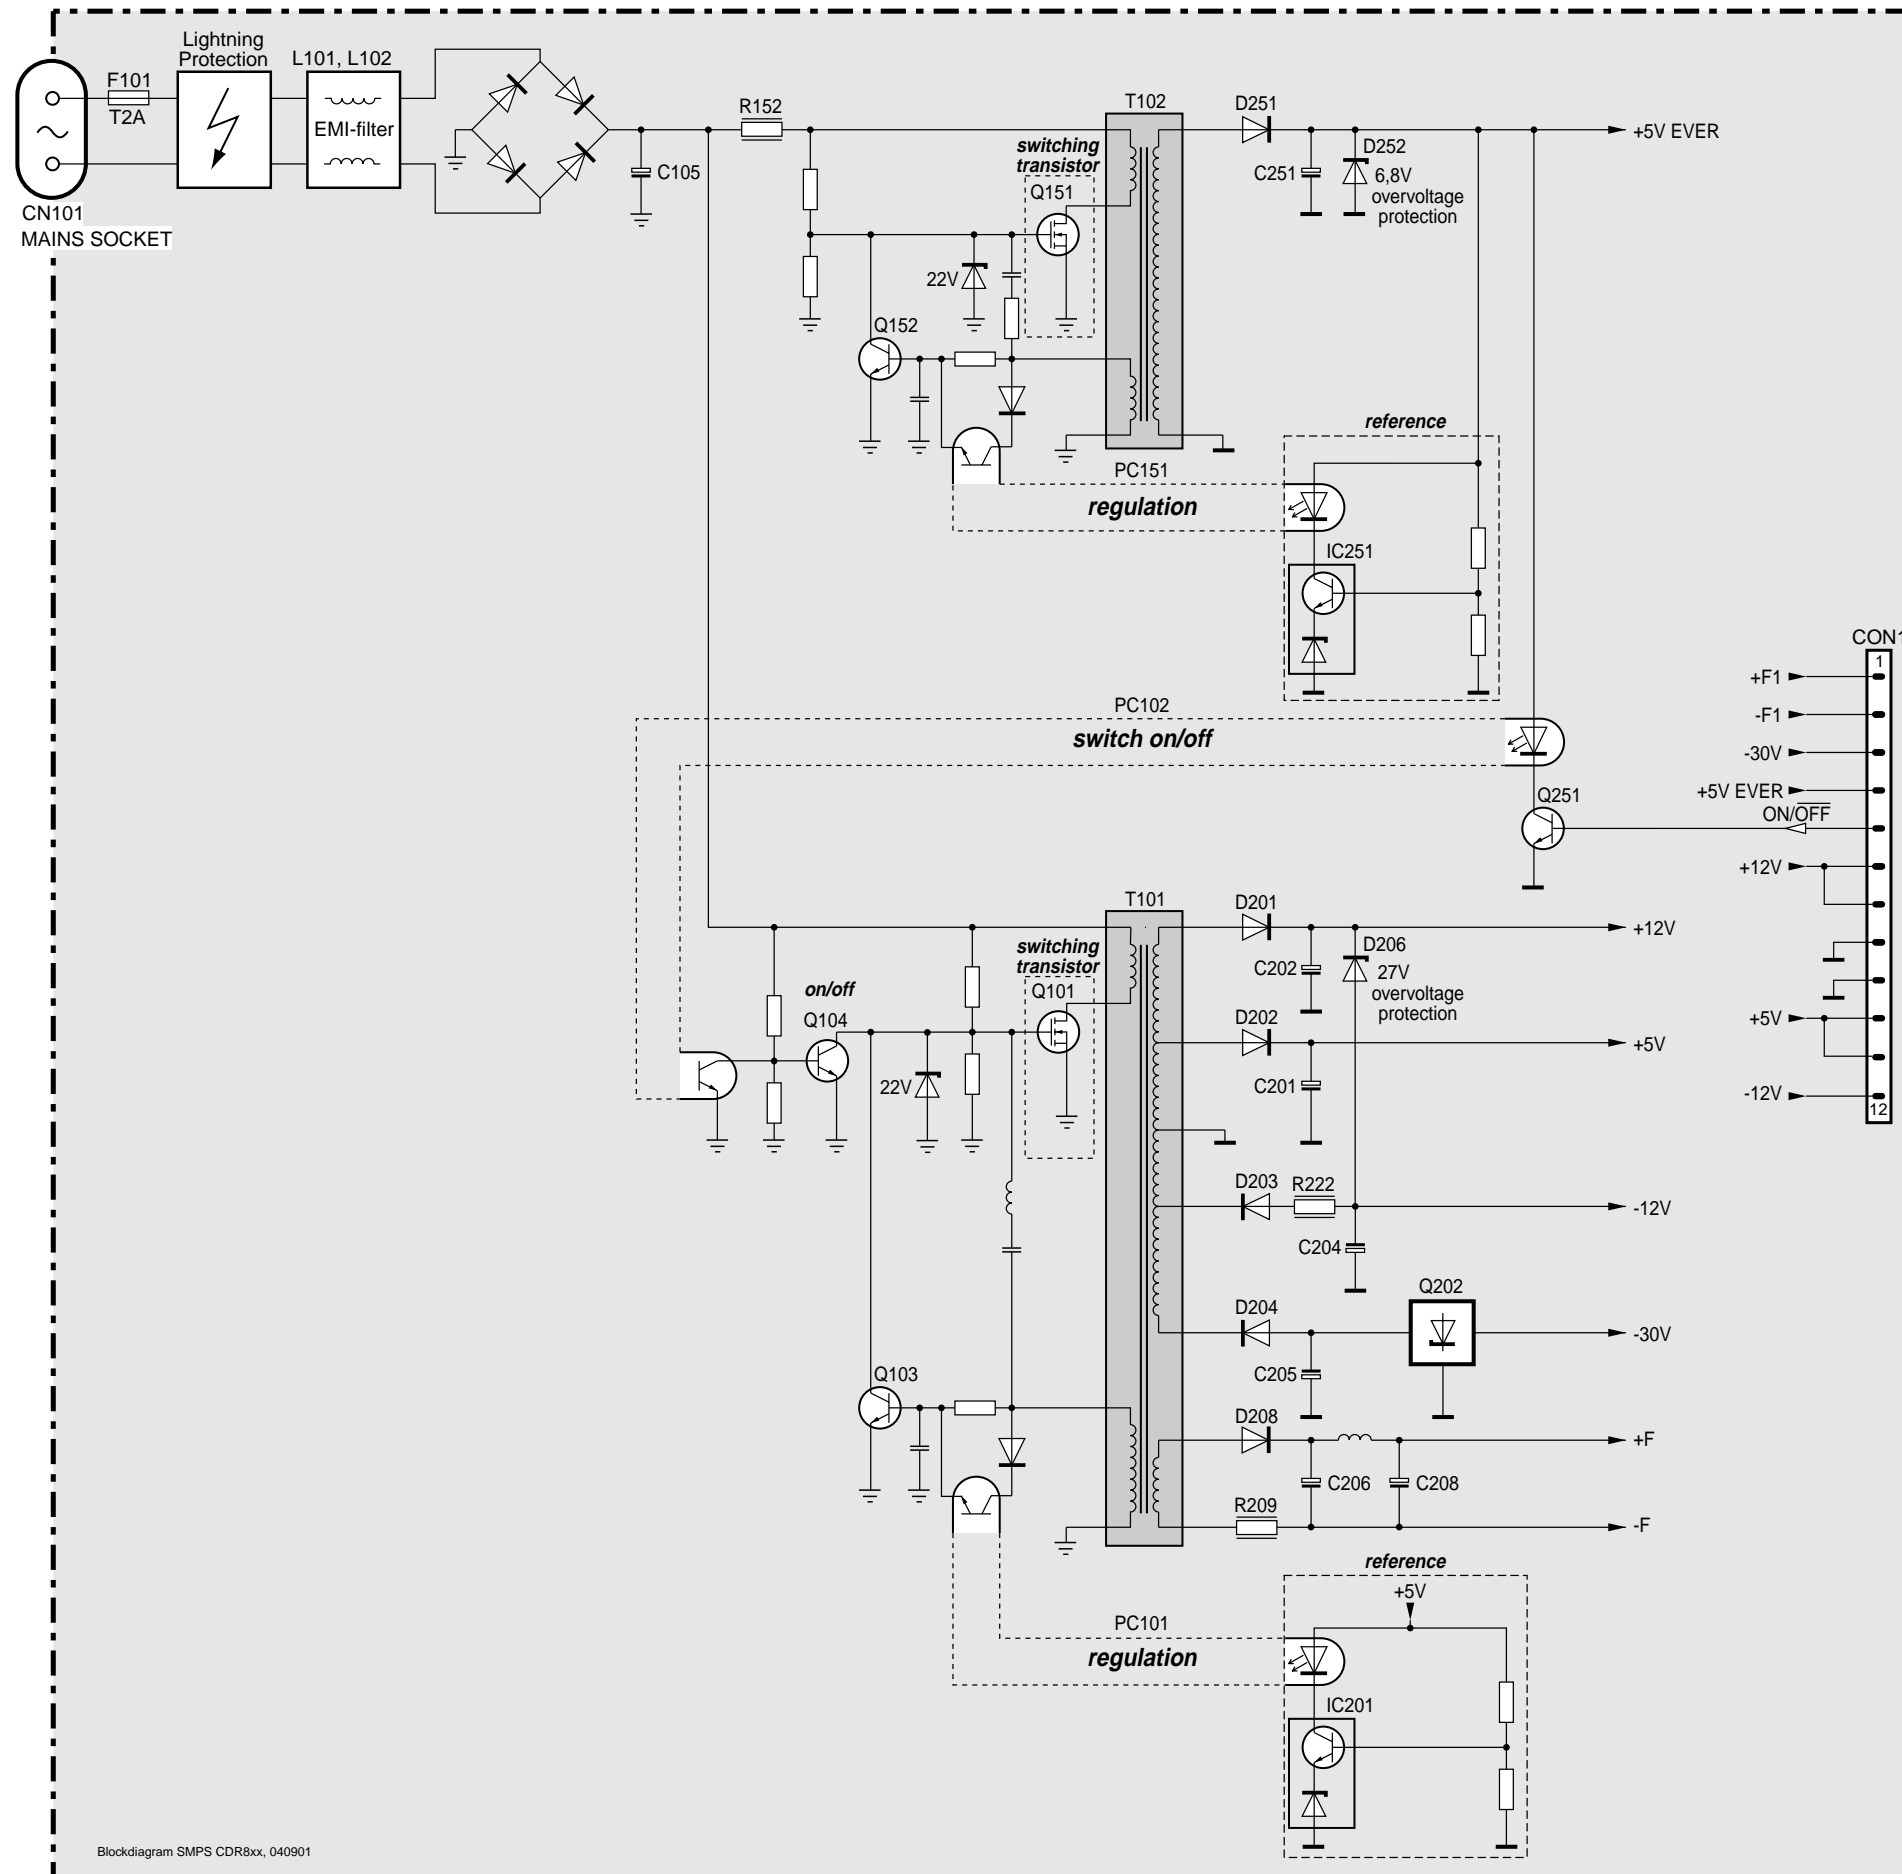 Lightning
Protection
L101, L102
F101
T2A
EMI-filter
CN101
MAINS SOCKET
C105
R152
switching
transistor
Q151
T102
D251
+5V EVER
C251
D252
6,8V
overvoltage
protection
22V
Q152
PC151
regulation
reference
IC251
CON1
1
+F1
-F1
-30V
+5V EVER
ON/OFF
+12V
+5V
-12V
12
PC102
switch on/off
Q251
T101
D201
+12V
switching
transistor
Q101
C202
D206
27V
overvoltage
protection
on/off
Q104
D202
+5V
22V
C201
D203
R222
-12V
C204
Q202
D204
-30V
C205
Q103
D208
+F
C206
C208
R209
-F
reference
+5V
PC101
regulation
IC201
Blockdiagram SMPS CDR8xx, 040901